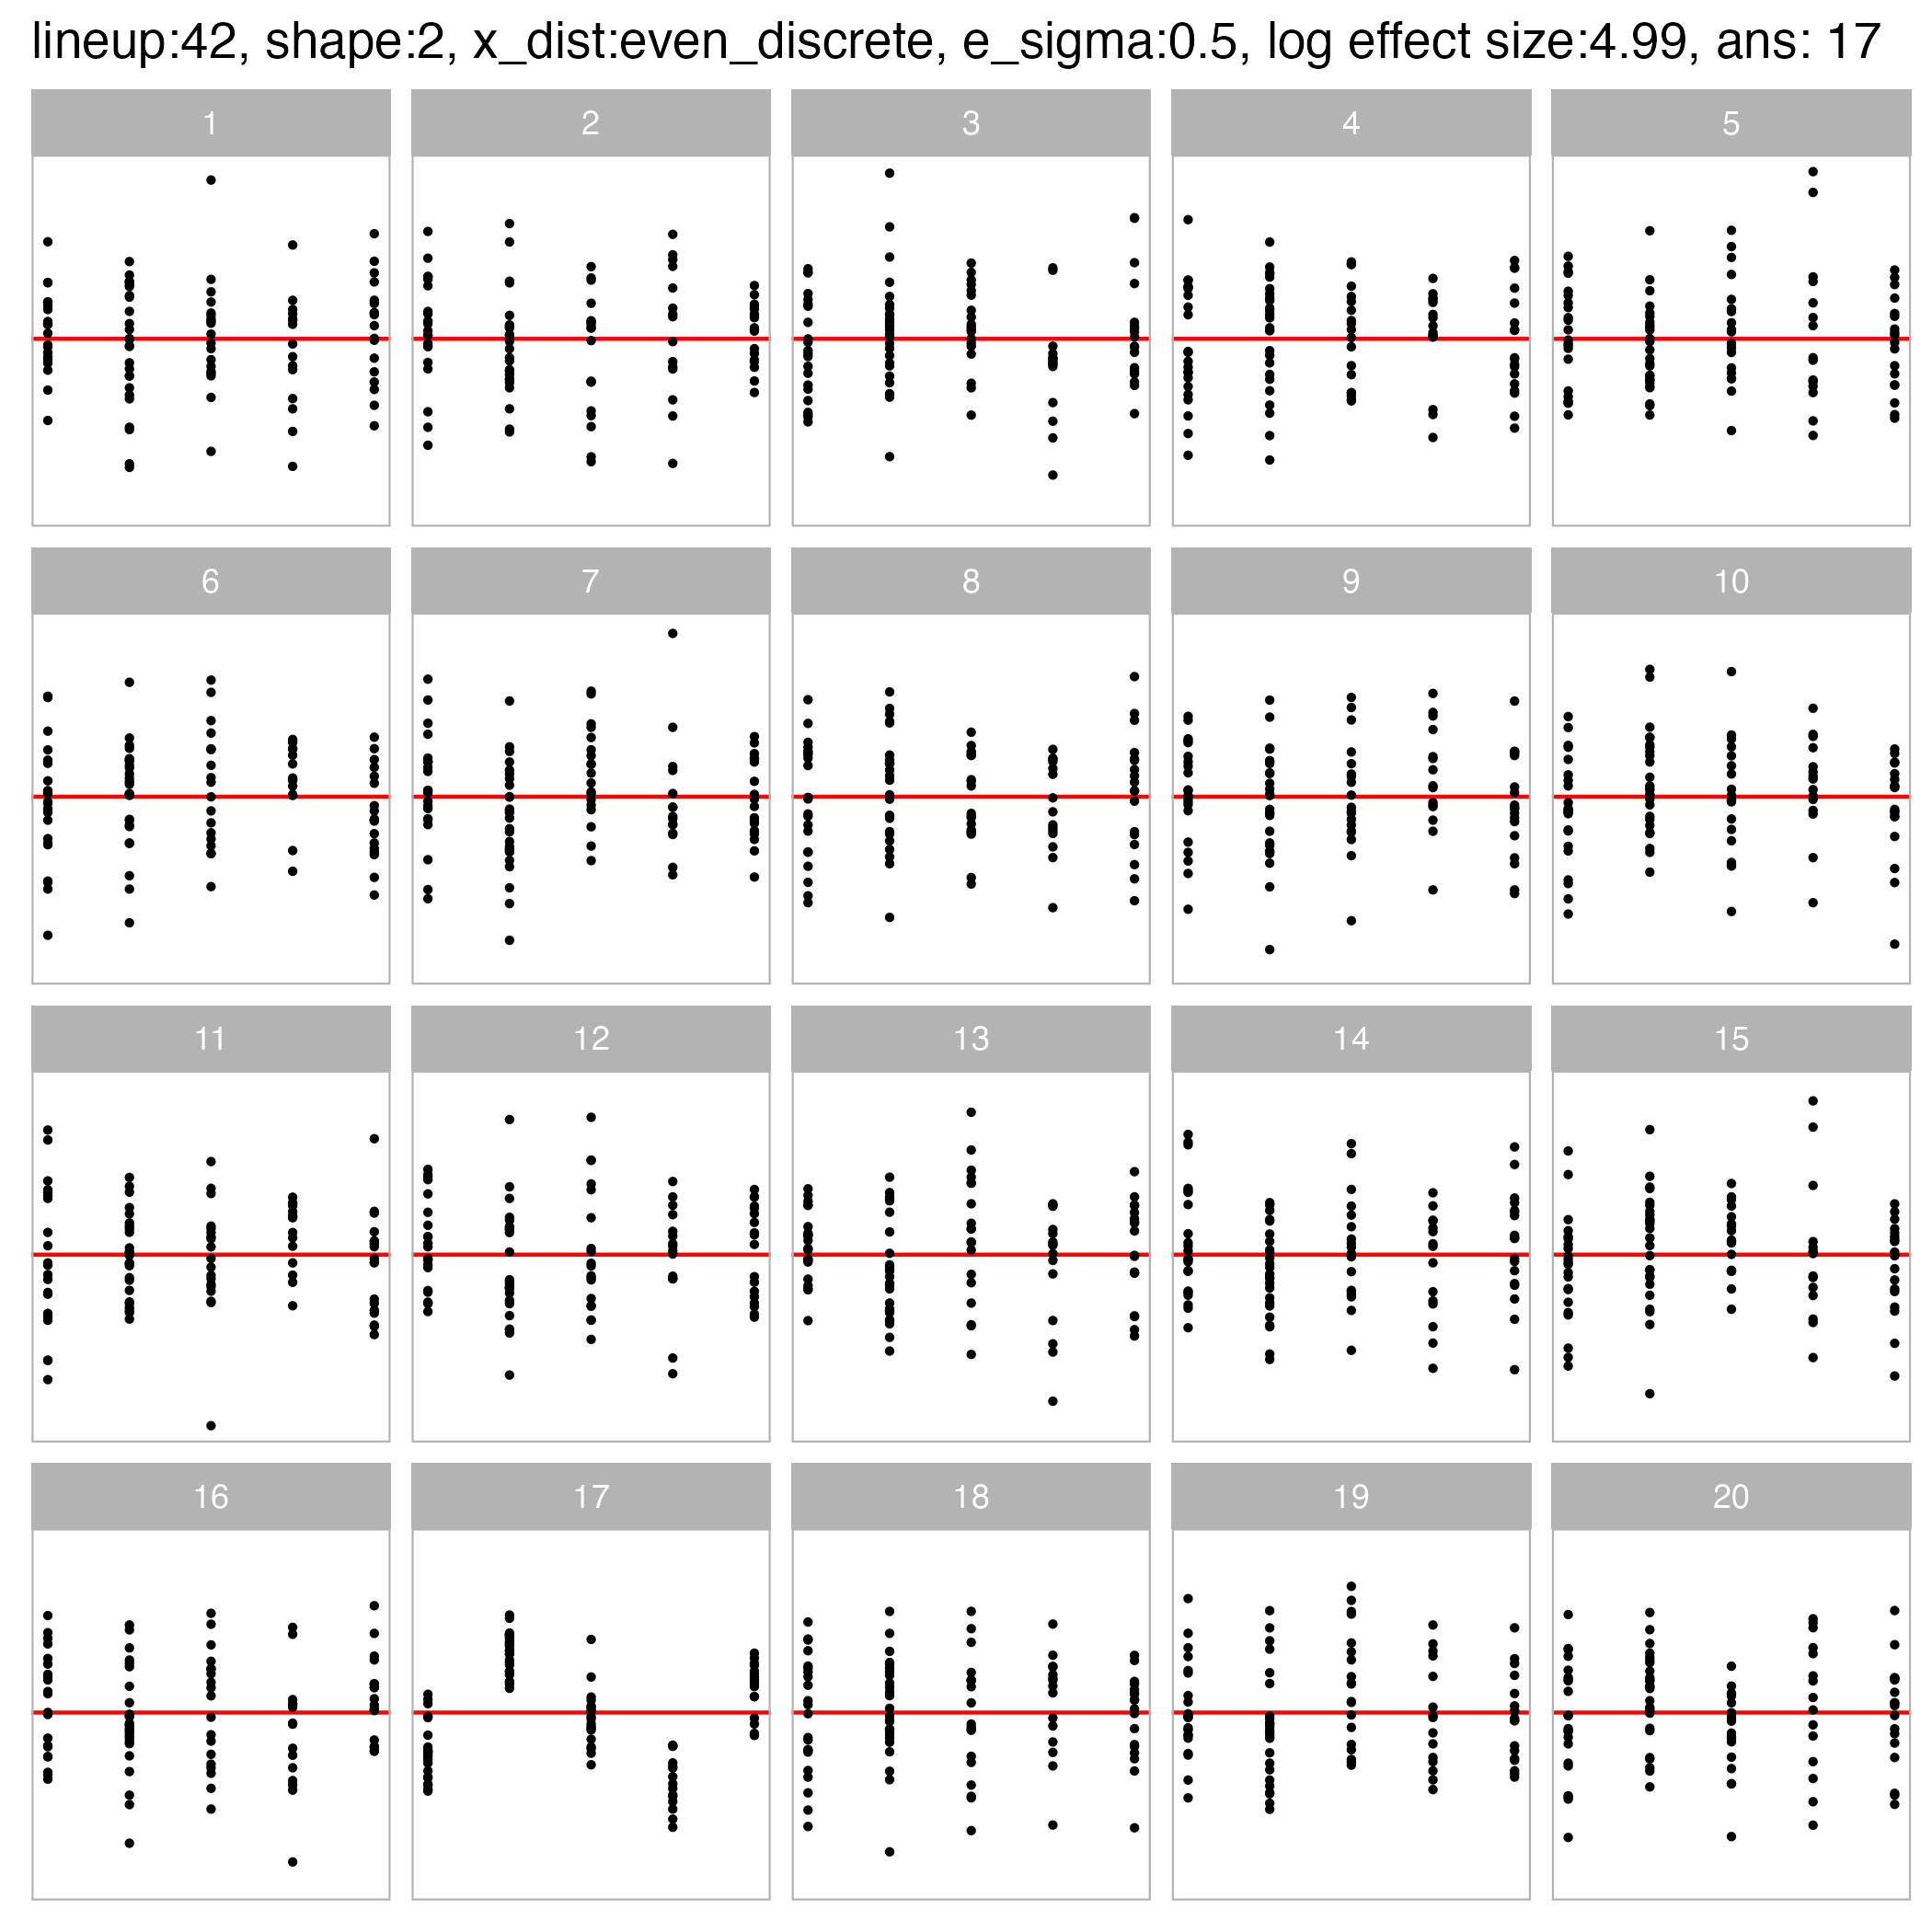 lineup:42, shape:2, x_dist:even_discrete, e_sigma:0.5, log effect size:4.99, ans: 17
1 2 3 4 5
6 7 8 9 10
11 12 13 14 15
16 17 18 19 20